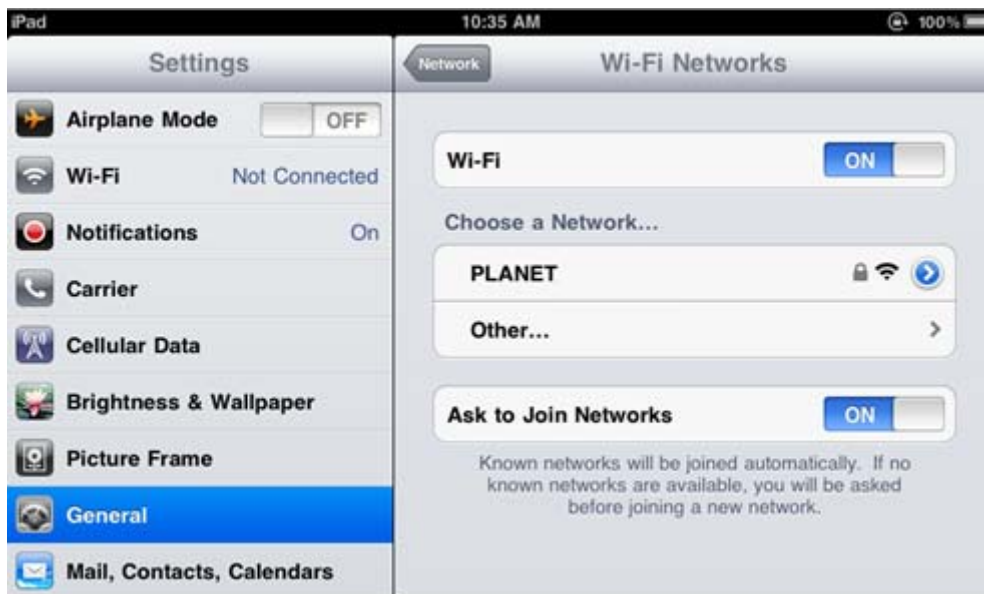 iPad
10:35 AM
100%
Settings
Airplane Mode OFF
Wi-Fi Not Connected
Notifications On
Carrier
Cellular Data
Brightness & Wallpaper
Picture Frame
General
Mail, Contacts, Calendars
Network
Wi-Fi Networks
Wi-Fi ON
Choose a Network...
PLANET
Other...
Ask to Join Networks ON
Known networks will be joined automatically. If no
known networks are available, you will be asked
before joining a new network.